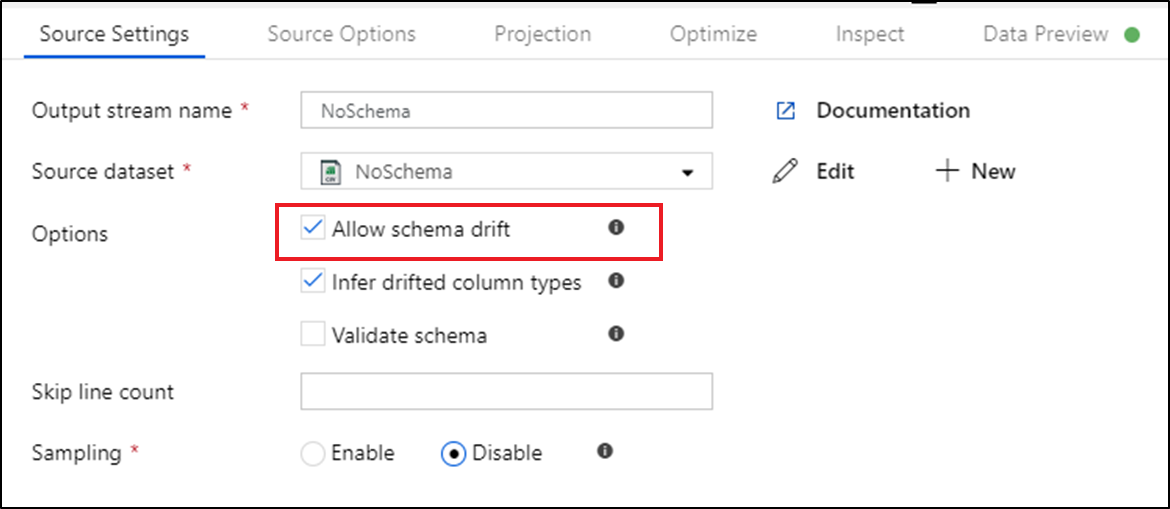 Source Settings Source Options Projection Optimize Inspect Data Preview
Output stream name * NoSchema Documentation
Source dataset * NoSchema Edit New
Options Allow schema drift
Infer drifted column types
Validate schema
Skip line count
Sampling * Enable Disable